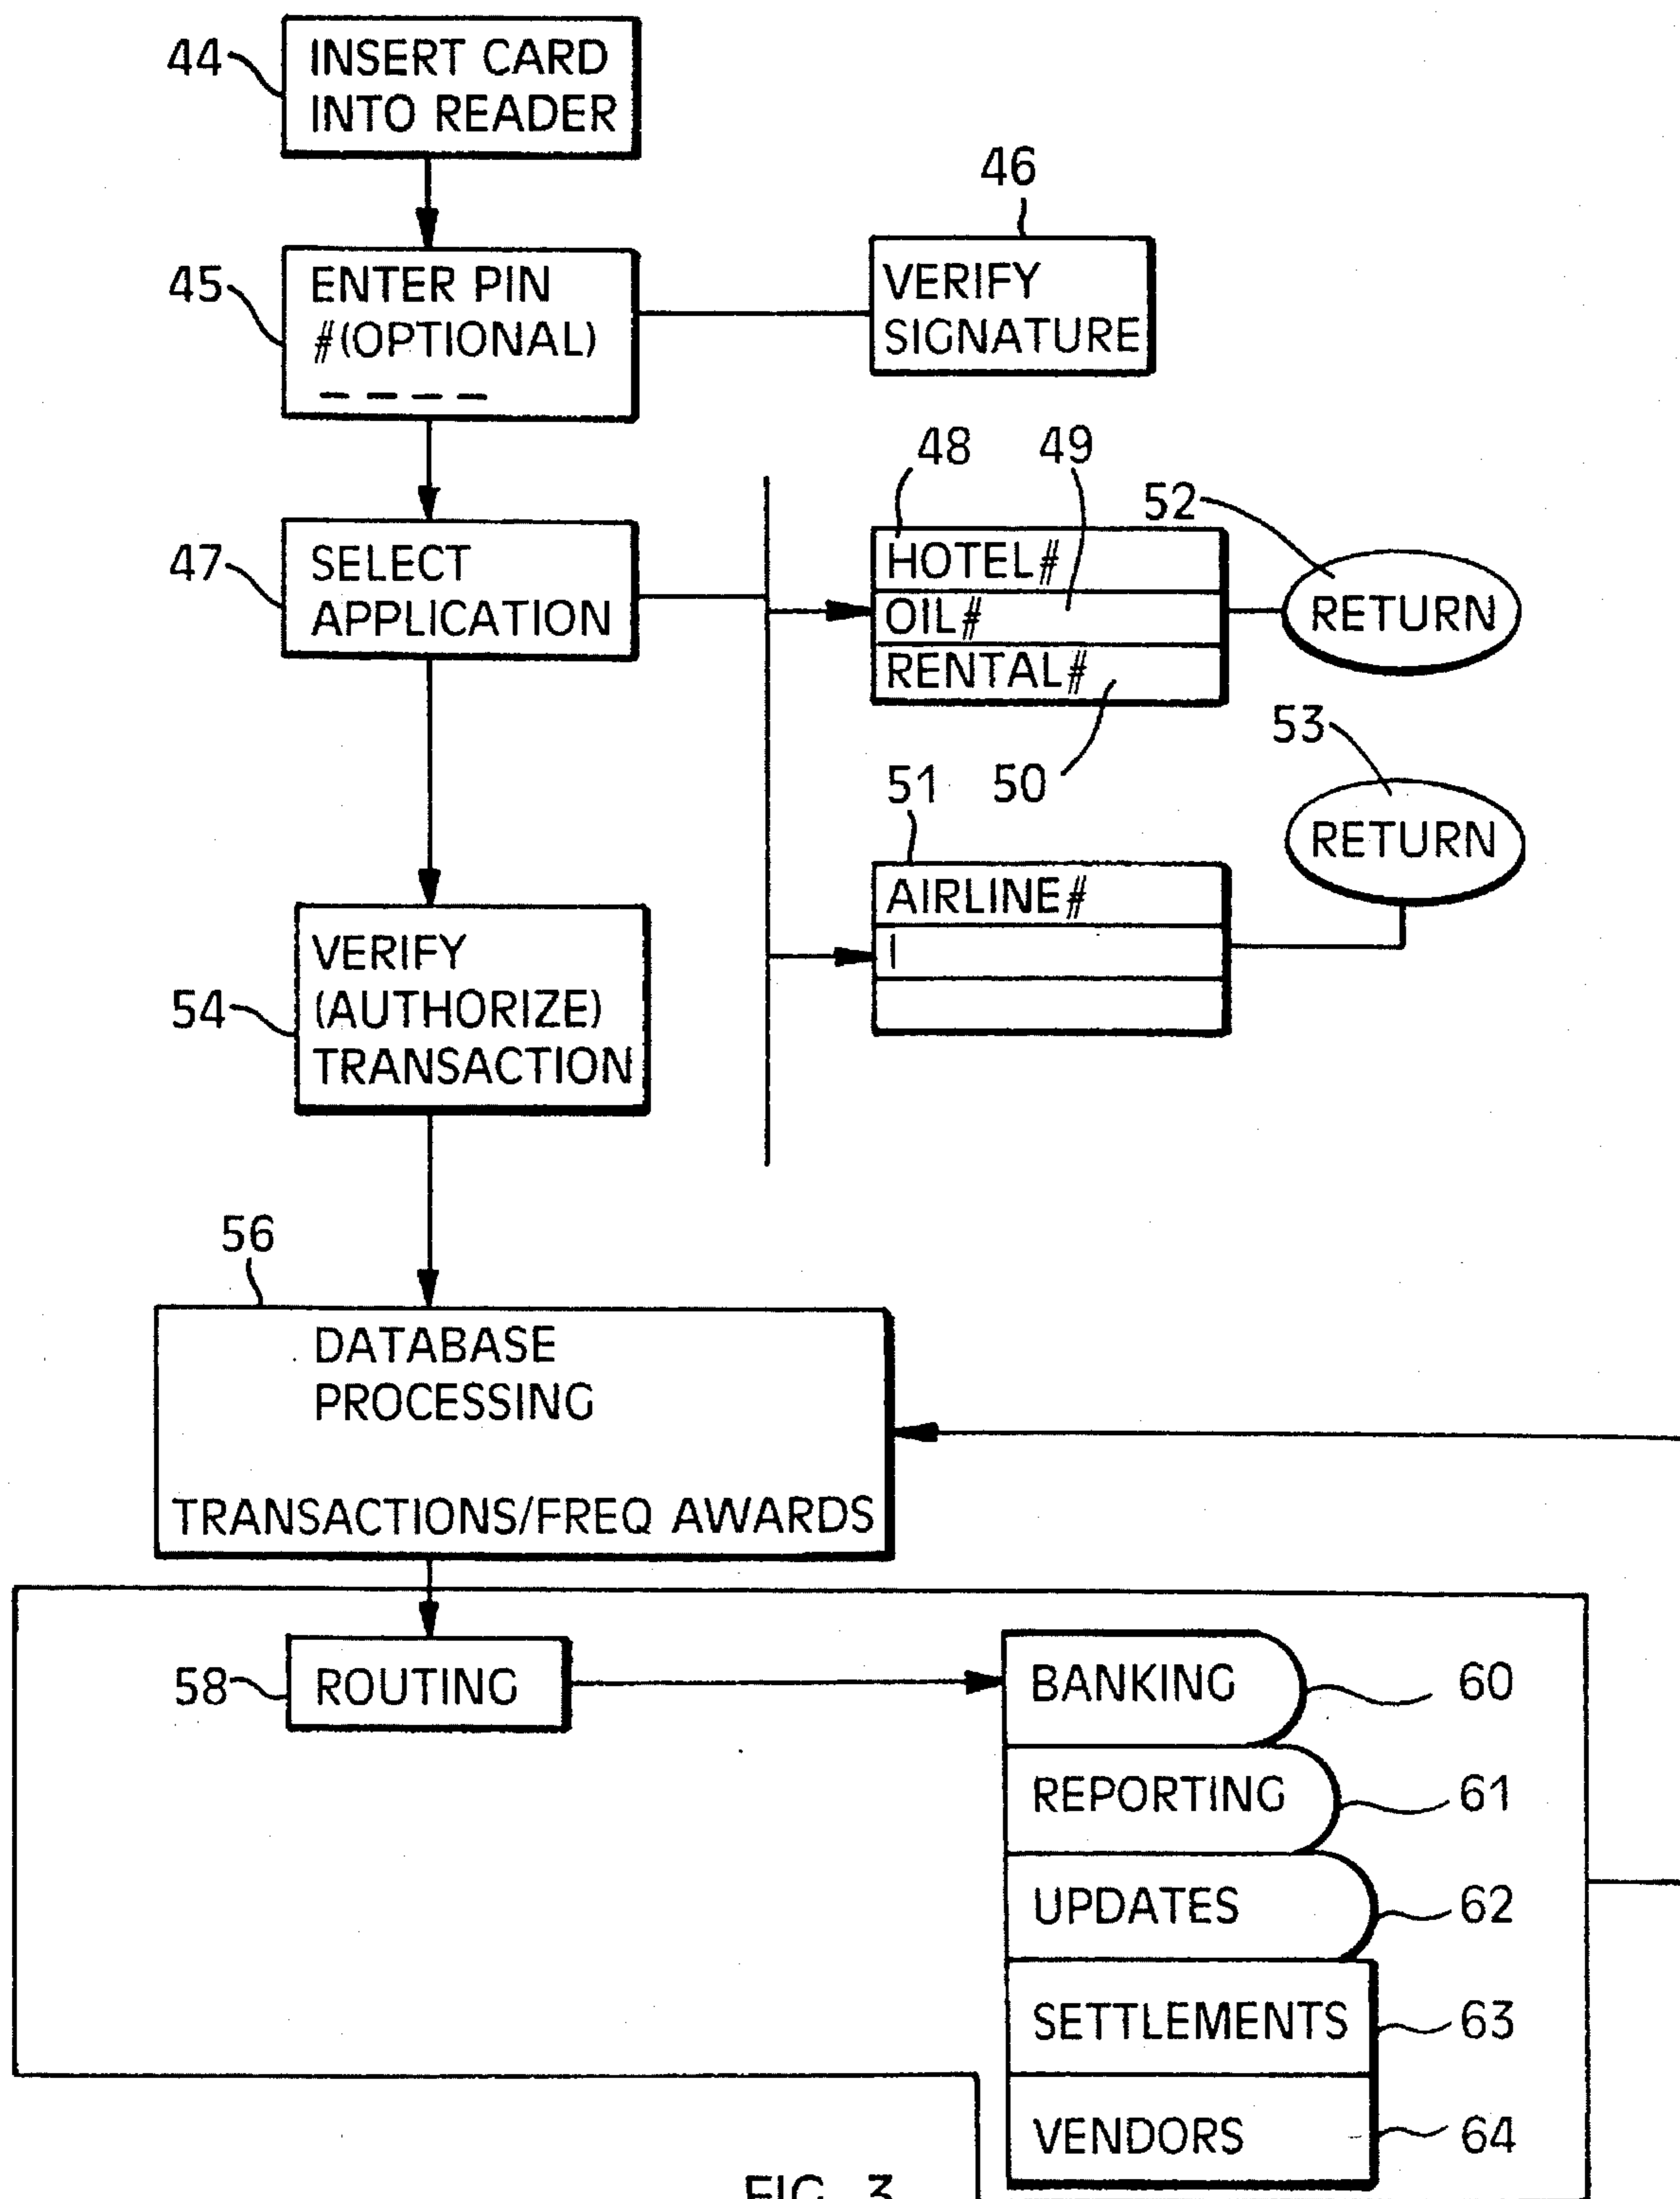 44
INSERT CARD
INTO READER
46
45
ENTER PIN
#(OPTIONAL)
_ _ _ _
VERIFY
SIGNATURE
48
49
52
47
SELECT
APPLICATION
HOTEL#
OIL#
RENTAL#
RETURN
53
51
50
RETURN
AIRLINE#
|
54
VERIFY
(AUTHORIZE)
TRANSACTION
56
DATABASE
PROCESSING
TRANSACTIONS/FREQ AWARDS
58
ROUTING
BANKING
60
REPORTING
61
UPDATES
62
SETTLEMENTS
63
VENDORS
64
FIG. 3